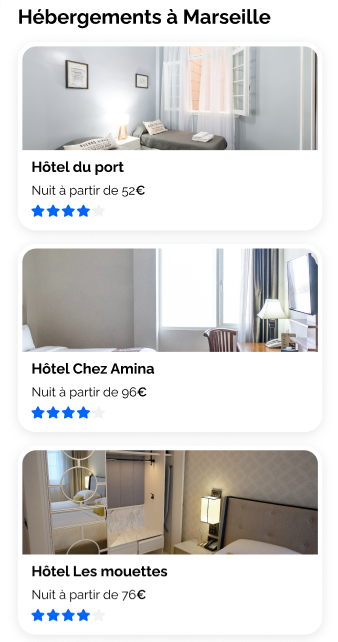 Hébergements à Marseille
Hôtel du port
Nuit à partir de 52€
Hôtel Chez Amina
Nuit à partir de 96€
Hôtel Les mouettes
Nuit à partir de 76€